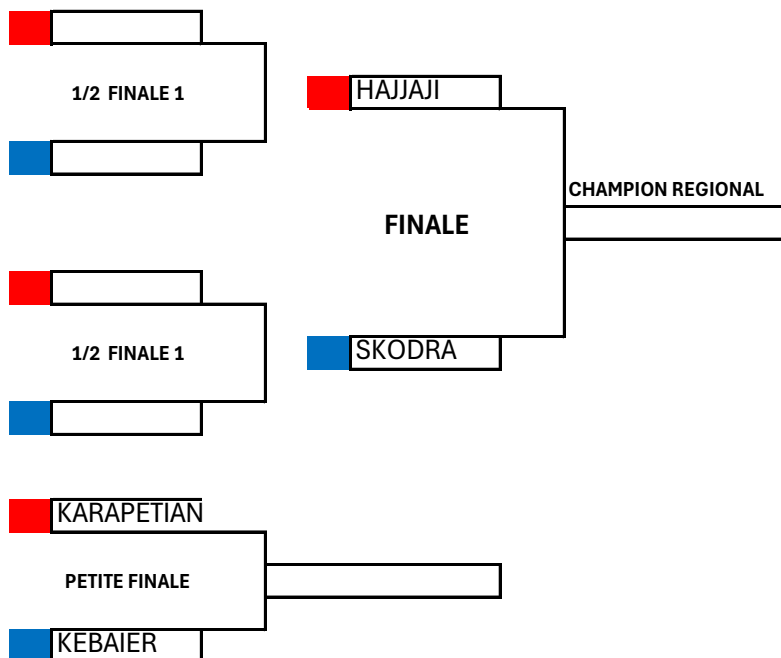 1/2 FINALE 1
HAJJAJI
CHAMPION REGIONAL
FINALE
1/2 FINALE 1
SKODRA
KARAPETIAN
PETITE FINALE
KEBAIER